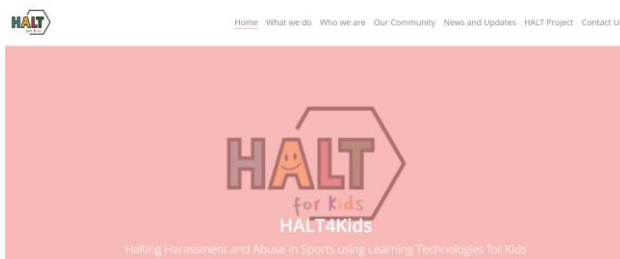 HALT
for Kids
Home What we do Who we are Our Community News and Updates HALT Project Contact U
HALT
for Kids
HALT4Kids
Halting Harassment and Abuse in Sports using Learning Technologies for Kids